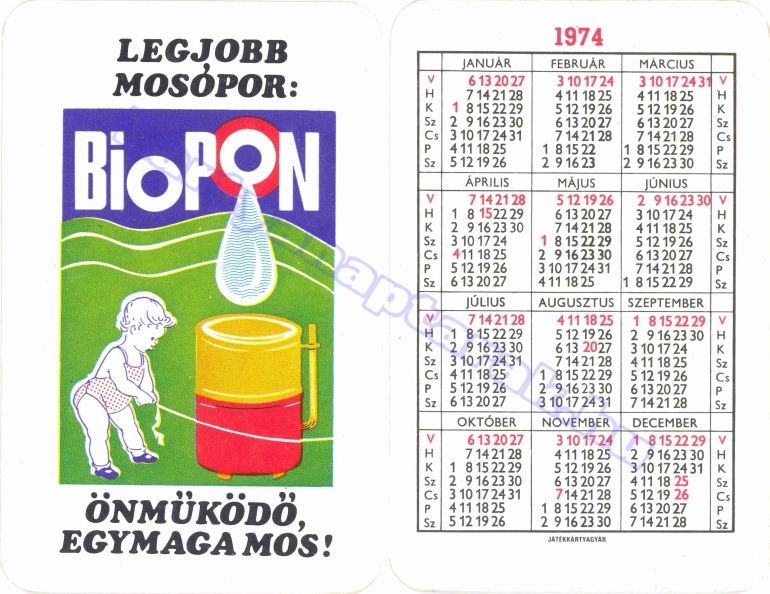 LEGJOBB
MOSÓPOR:
BIOPON
ÖNMŰKÖDŐ,
EGYMAGA MOS!
1974
JANUÁR FEBRUÁR MÁRCIUS
V 6 13 20 27 3 10 17 24 3 10 17 24 31 V
H 7 14 21 28 4 11 18 25 4 11 18 25 H
K 1 8 15 22 29 5 12 19 26 5 12 19 26 K
Sz 2 9 16 23 30 6 13 20 27 6 13 20 27 Sz
Cs 3 10 17 24 31 7 14 21 28 7 14 21 28 Cs
P 4 11 18 25 1 8 15 22 1 8 15 22 29 P
Sz 5 12 19 26 2 9 16 23 2 9 16 23 30 Sz
ÁPRILIS MÁJUS JÚNIUS
V 7 14 21 28 5 12 19 26 2 9 16 23 30 V
H 1 8 15 22 29 6 13 20 27 3 10 17 24 H
K 2 9 16 23 30 7 14 21 28 4 11 18 25 K
Sz 3 10 17 24 1 8 15 22 29 5 12 19 26 Sz
Cs 4 11 18 25 2 9 16 23 30 6 13 20 27 Cs
P 5 12 19 26 3 10 17 24 31 7 14 21 28 P
Sz 6 13 20 27 4 11 18 25 1 8 15 22 29 Sz
JÚLIUS AUGUSZTUS SZEPTEMBER
V 7 14 21 28 4 11 18 25 1 8 15 22 29 V
H 1 8 15 22 29 5 12 19 26 2 9 16 23 30 H
K 2 9 16 23 30 6 13 20 27 3 10 17 24 K
Sz 3 10 17 24 31 7 14 21 28 4 11 18 25 Sz
Cs 4 11 18 25 1 8 15 22 29 5 12 19 26 Cs
P 5 12 19 26 2 9 16 23 30 6 13 20 27 P
Sz 6 13 20 27 3 10 17 24 31 7 14 21 28 Sz
OKTÓBER NOVEMBER DECEMBER
V 6 13 20 27 3 10 17 24 1 8 15 22 29 V
H 7 14 21 28 4 11 18 25 2 9 16 23 30 H
K 1 8 15 22 29 5 12 19 26 3 10 17 24 31 K
Sz 2 9 16 23 30 6 13 20 27 4 11 18 25 Sz
Cs 3 10 17 24 31 7 14 21 28 5 12 19 26 Cs
P 4 11 18 25 1 8 15 22 29 6 13 20 27 P
Sz 5 12 19 26 2 9 16 23 30 7 14 21 28 Sz
JÁTÉKKÁRTYAGYÁR